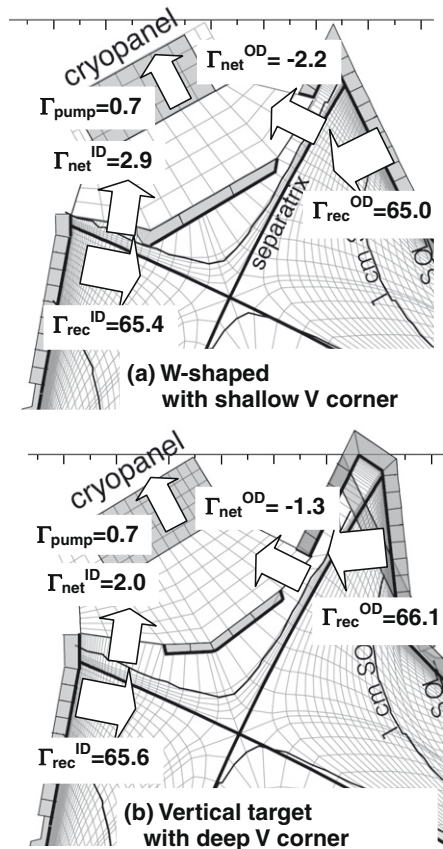 cryopanel
Γnet^OD = -2.2
Γpump=0.7
Γnet^ID = 2.9
separatrix
Γrec^OD =65.0
1 cm
SOL
Γrec^ID =65.4
(a) W-shaped
with shallow V corner
cryopanel
Γnet^OD = -1.3
Γpump=0.7
Γnet^ID = 2.0
Γrec^OD =66.1
Γrec^ID =65.6
(b) Vertical target
with deep V corner